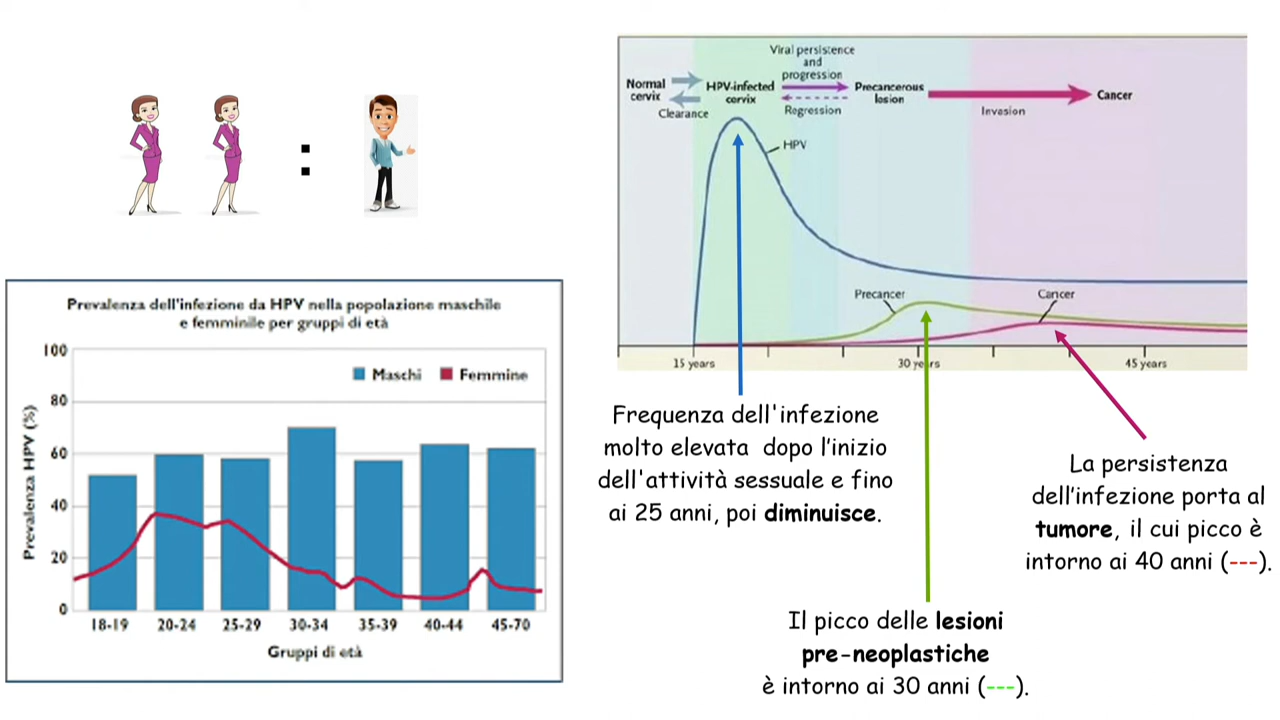 :
Prevalenza dell'infezione da HPV nella popolazione maschile
e femminile per gruppi di età
Prevalenza HPV (%)
100
80
60
40
20
0
Maschi
Femmine
18-19 20-24 25-29 30-34 35-39 40-44 45-70
Gruppi di età
Viral persistence
and
progression
Normal
cervix
HPV-infected
cervix
Precancerous
lesion
Cancer
Clearance
Regression
Invasion
HPV
Precancer
Cancer
15 years 30 years 45 years
Frequenza dell'infezione
molto elevata dopo l'inizio
dell'attività sessuale e fino
ai 25 anni, poi diminuisce.
La persistenza
dell'infezione porta al
tumore, il cui picco è
intorno ai 40 anni (---).
Il picco delle lesioni
pre-neoplastiche
è intorno ai 30 anni (---).